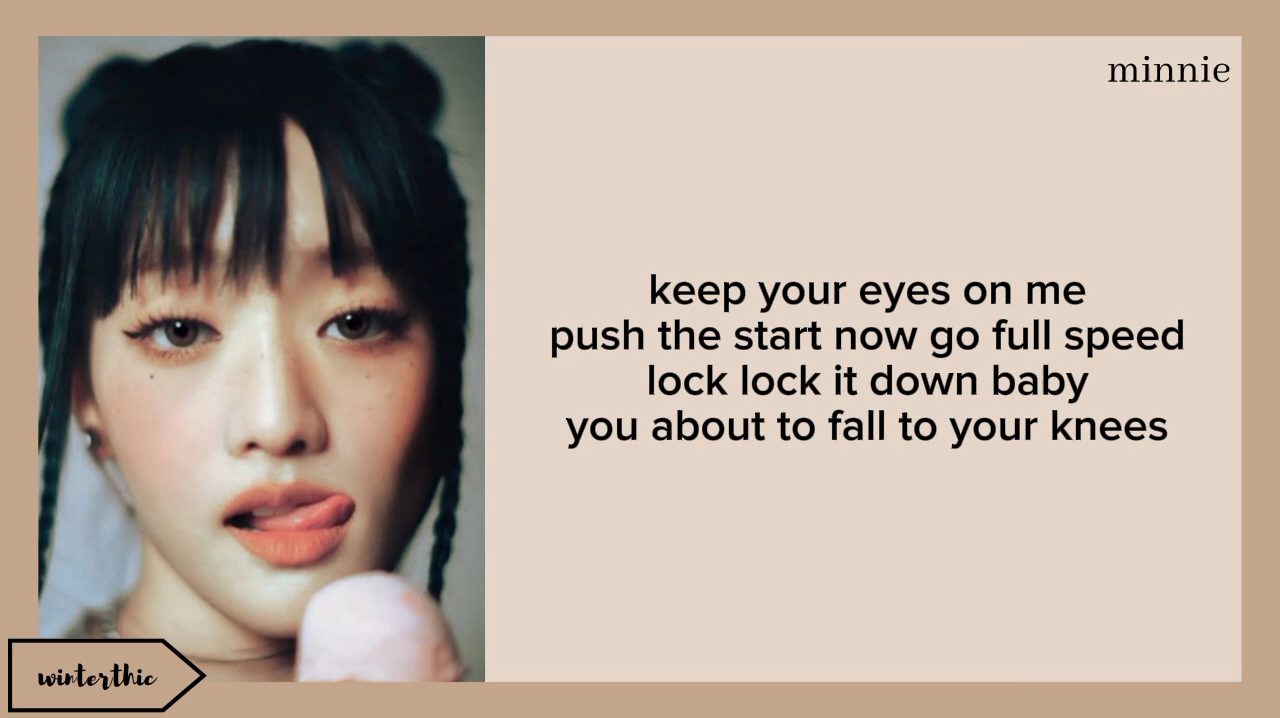 minnie
keep your eyes on me
push the start now go full speed
lock lock it down baby
you about to fall to your knees
winterthic